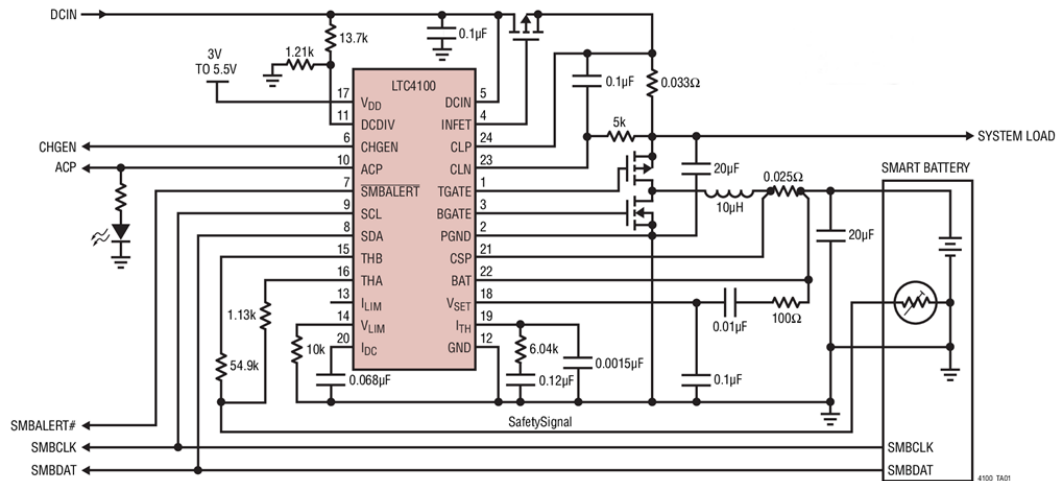 DCIN
3V
TO 5.5V
1.21k
13.7k
0.1µF
LTC4100
17 VDD
11 DCDIV
6 CHGEN
10 ACP
7 SMBALERT
9 SCL
8 SDA
15 THB
16 THA
13 ILIM
14 VLIM
20 IDC
DCIN 5
INFET 4
CLP 24
CLN 23
TGATE 1
BGATE 3
PGND 2
CSP 21
BAT 22
VSET 18
ITH 19
GND 12
CHGEN
ACP
0.1µF
0.033Ω
5k
SYSTEM LOAD
20µF
10µH
0.025Ω
20µF
SMART BATTERY
1.13k
54.9k
10k
0.068µF
6.04k
0.12µF
0.0015µF
0.01µF
100Ω
0.1µF
SafetySignal
SMBALERT#
SMBCLK
SMBDAT
SMBCLK
SMBDAT
4100 TA01